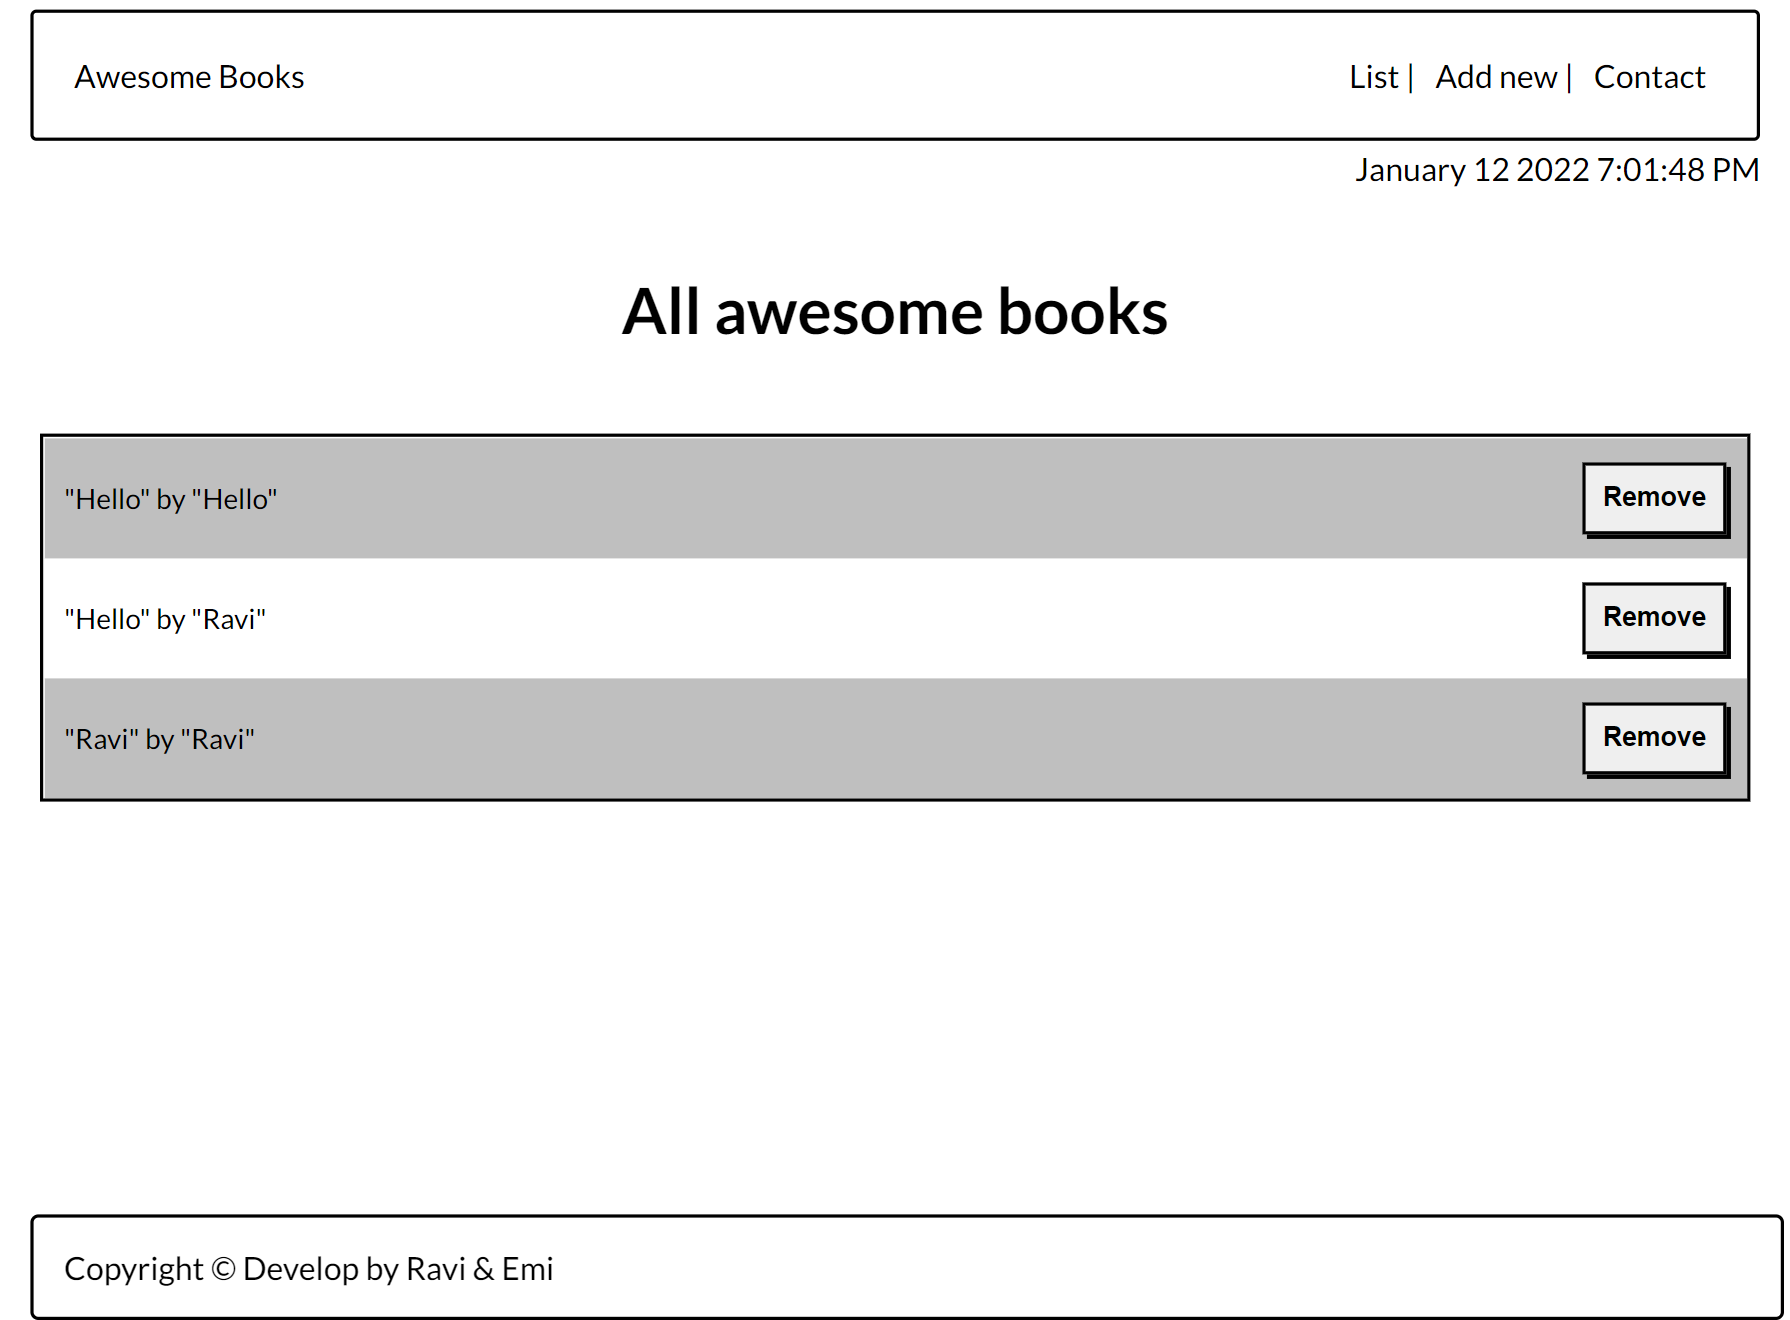 Awesome Books
List | Add new | Contact
January 12 2022 7:01:48 PM
All awesome books
"Hello" by "Hello"
Remove
"Hello" by "Ravi"
Remove
"Ravi" by "Ravi"
Remove
Copyright © Develop by Ravi & Emi